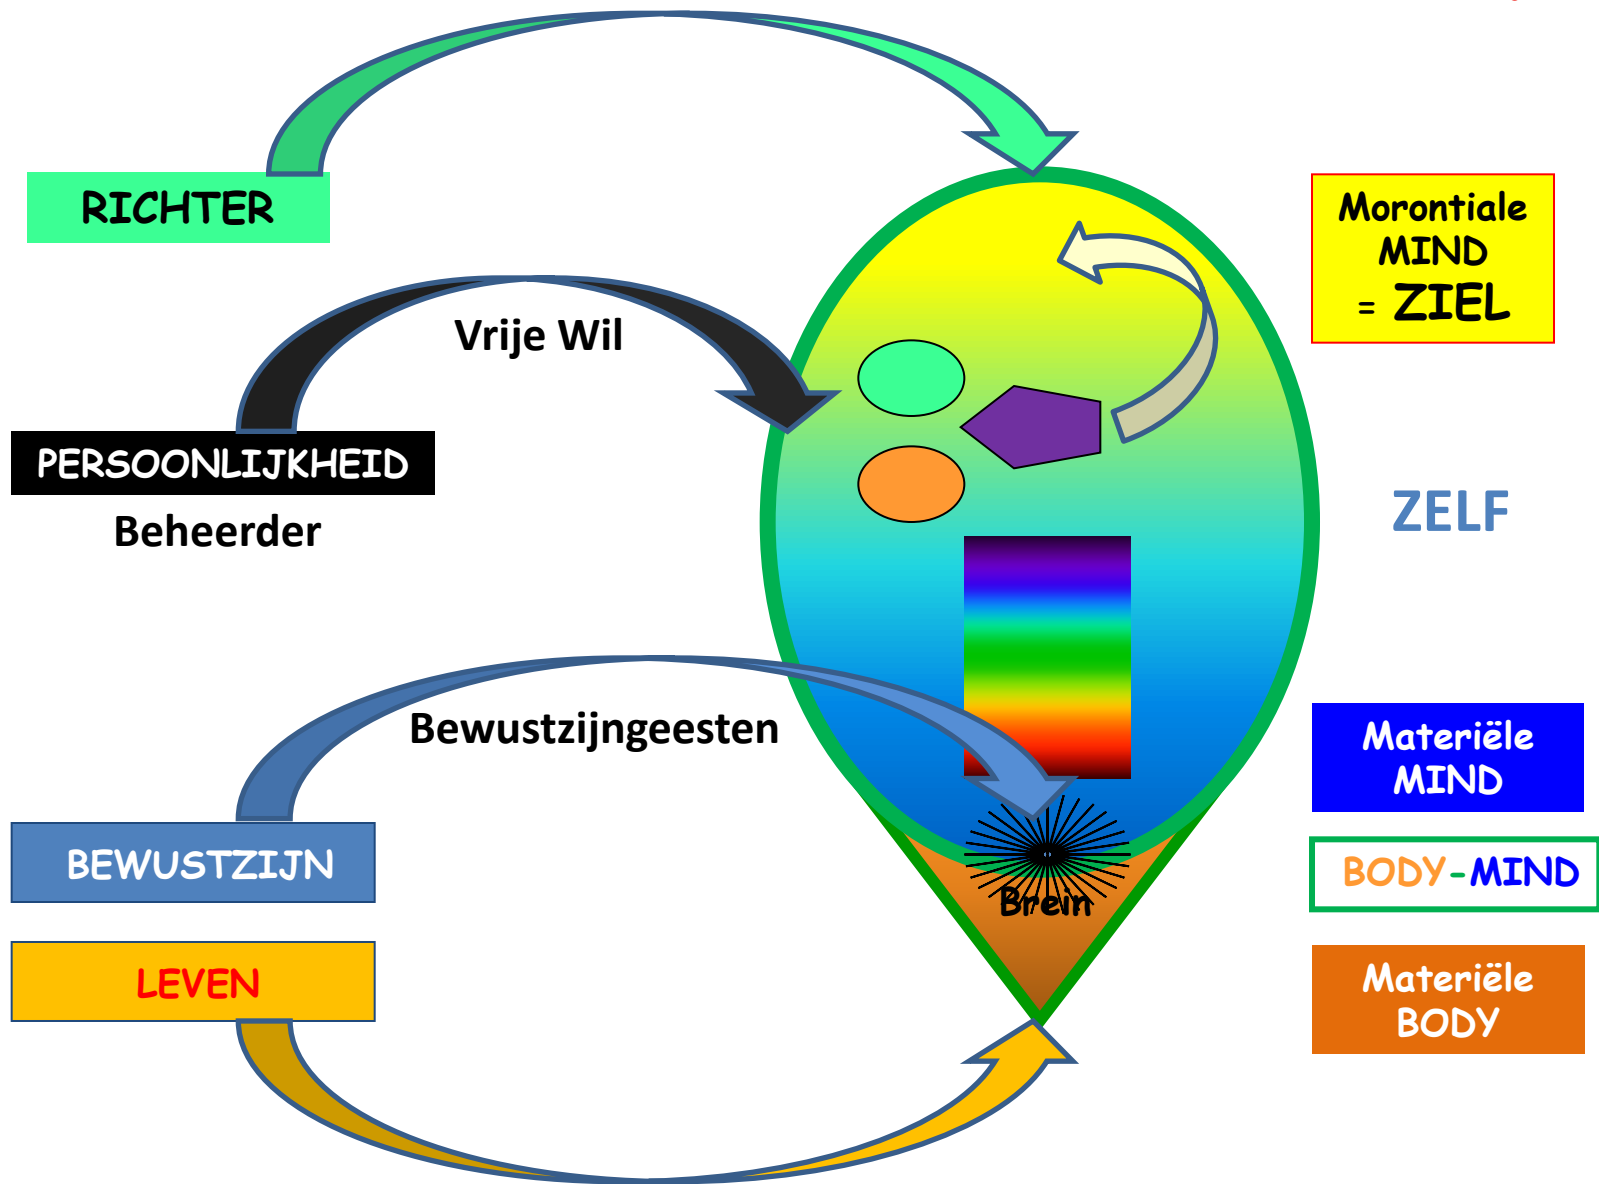 RICHTER
Morontiale
MIND
= ZIEL
Vrije Wil
PERSOONLIJKHEID
Beheerder
ZELF
Bewustzijngeesten
Materiële
MIND
BEWUSTZIJN
BODY-MIND
Brein
LEVEN
Materiële
BODY